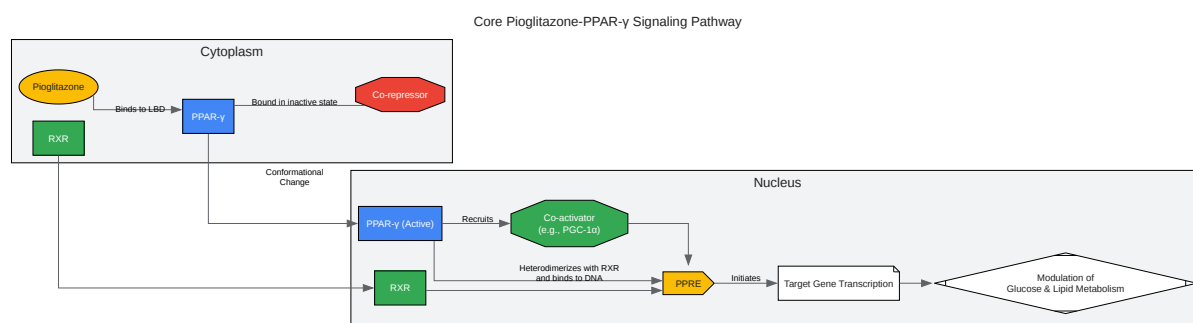 Core Pioglitazone-PPAR-γ Signaling Pathway
Cytoplasm
Pioglitazone
Binds to LBD
PPAR-γ
Bound in inactive state
Co-repressor
RXR
Conformational
Change
Nucleus
PPAR-γ (Active)
Recruits
Co-activator
(e.g., PGC-1α)
Heterodimerizes with RXR
and binds to DNA
RXR
PPRE
Initiates
Target Gene Transcription
Modulation of
Glucose & Lipid Metabolism